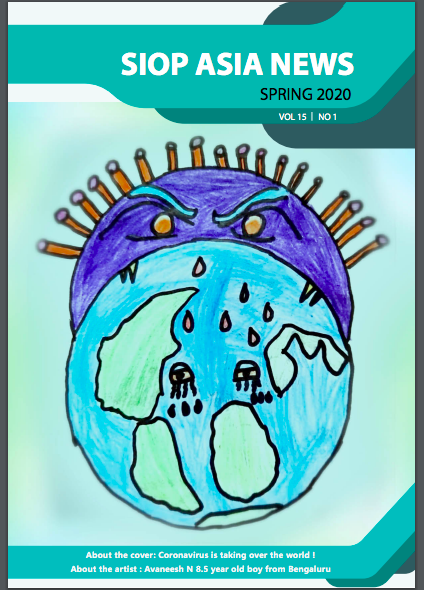 SIOP ASIA NEWS
SPRING 2020
VOL 15 | NO 1
About the cover: Coronavirus is taking over the world !
About the artist : Avaneesh N 8.5 year old boy from Bengaluru